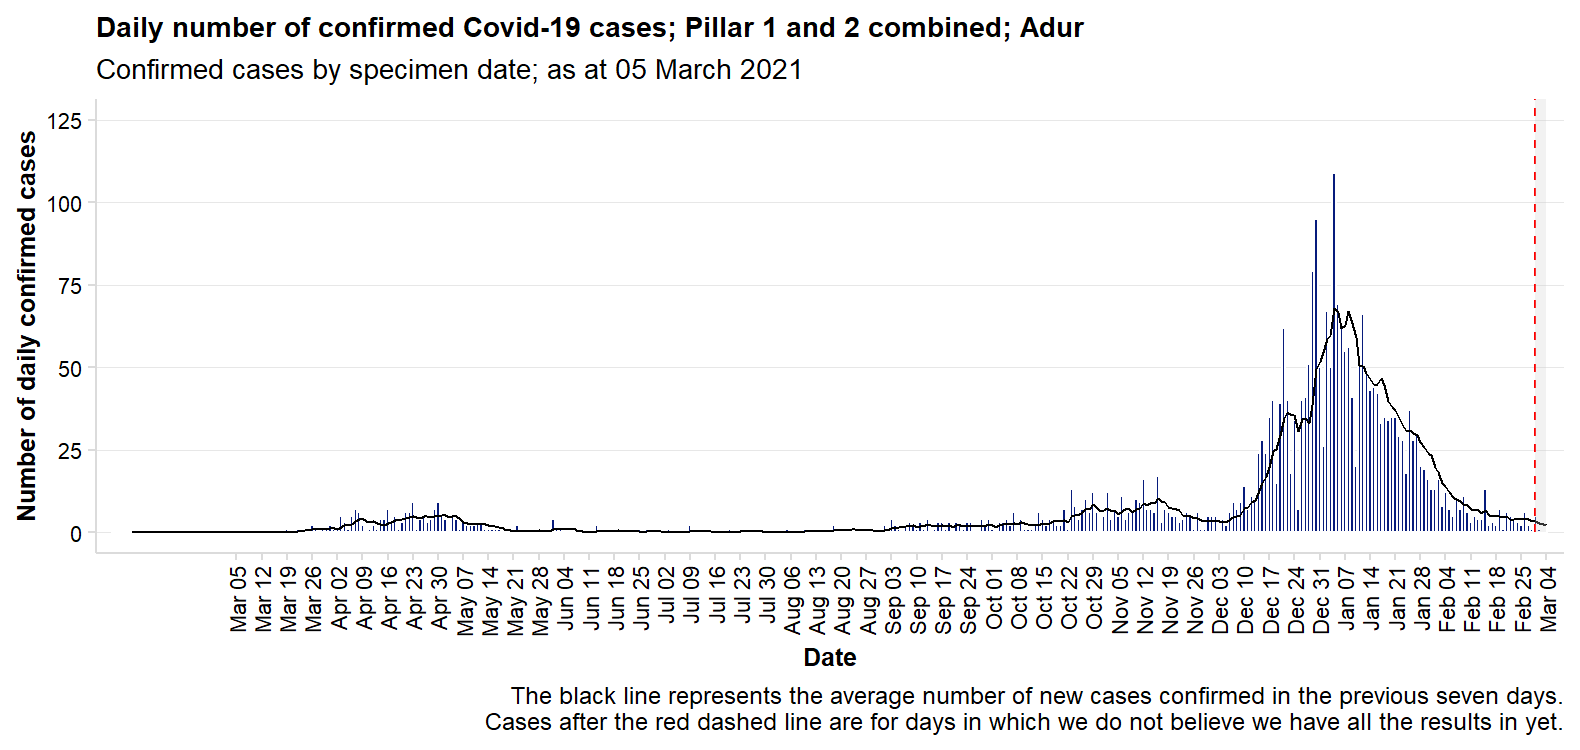 Daily number of confirmed Covid-19 cases; Pillar 1 and 2 combined; Adur
Confirmed cases by specimen date; as at 05 March 2021
Number of daily confirmed cases
125
100
75
50
25
0
Mar 05
Mar 12
Mar 19
Mar 26
Apr 02
Apr 09
Apr 16
Apr 23
Apr 30
May 07
May 14
May 21
May 28
Jun 04
Jun 11
Jun 18
Jun 25
Jul 02
Jul 09
Jul 16
Jul 23
Jul 30
Aug 06
Aug 13
Aug 20
Aug 27
Sep 03
Sep 10
Sep 17
Sep 24
Oct 01
Oct 08
Oct 15
Oct 22
Oct 29
Nov 05
Nov 12
Nov 19
Nov 26
Dec 03
Dec 10
Dec 17
Dec 24
Dec 31
Jan 07
Jan 14
Jan 21
Jan 28
Feb 04
Feb 11
Feb 18
Feb 25
Mar 04
Date
The black line represents the average number of new cases confirmed in the previous seven days.
Cases after the red dashed line are for days in which we do not believe we have all the results in yet.